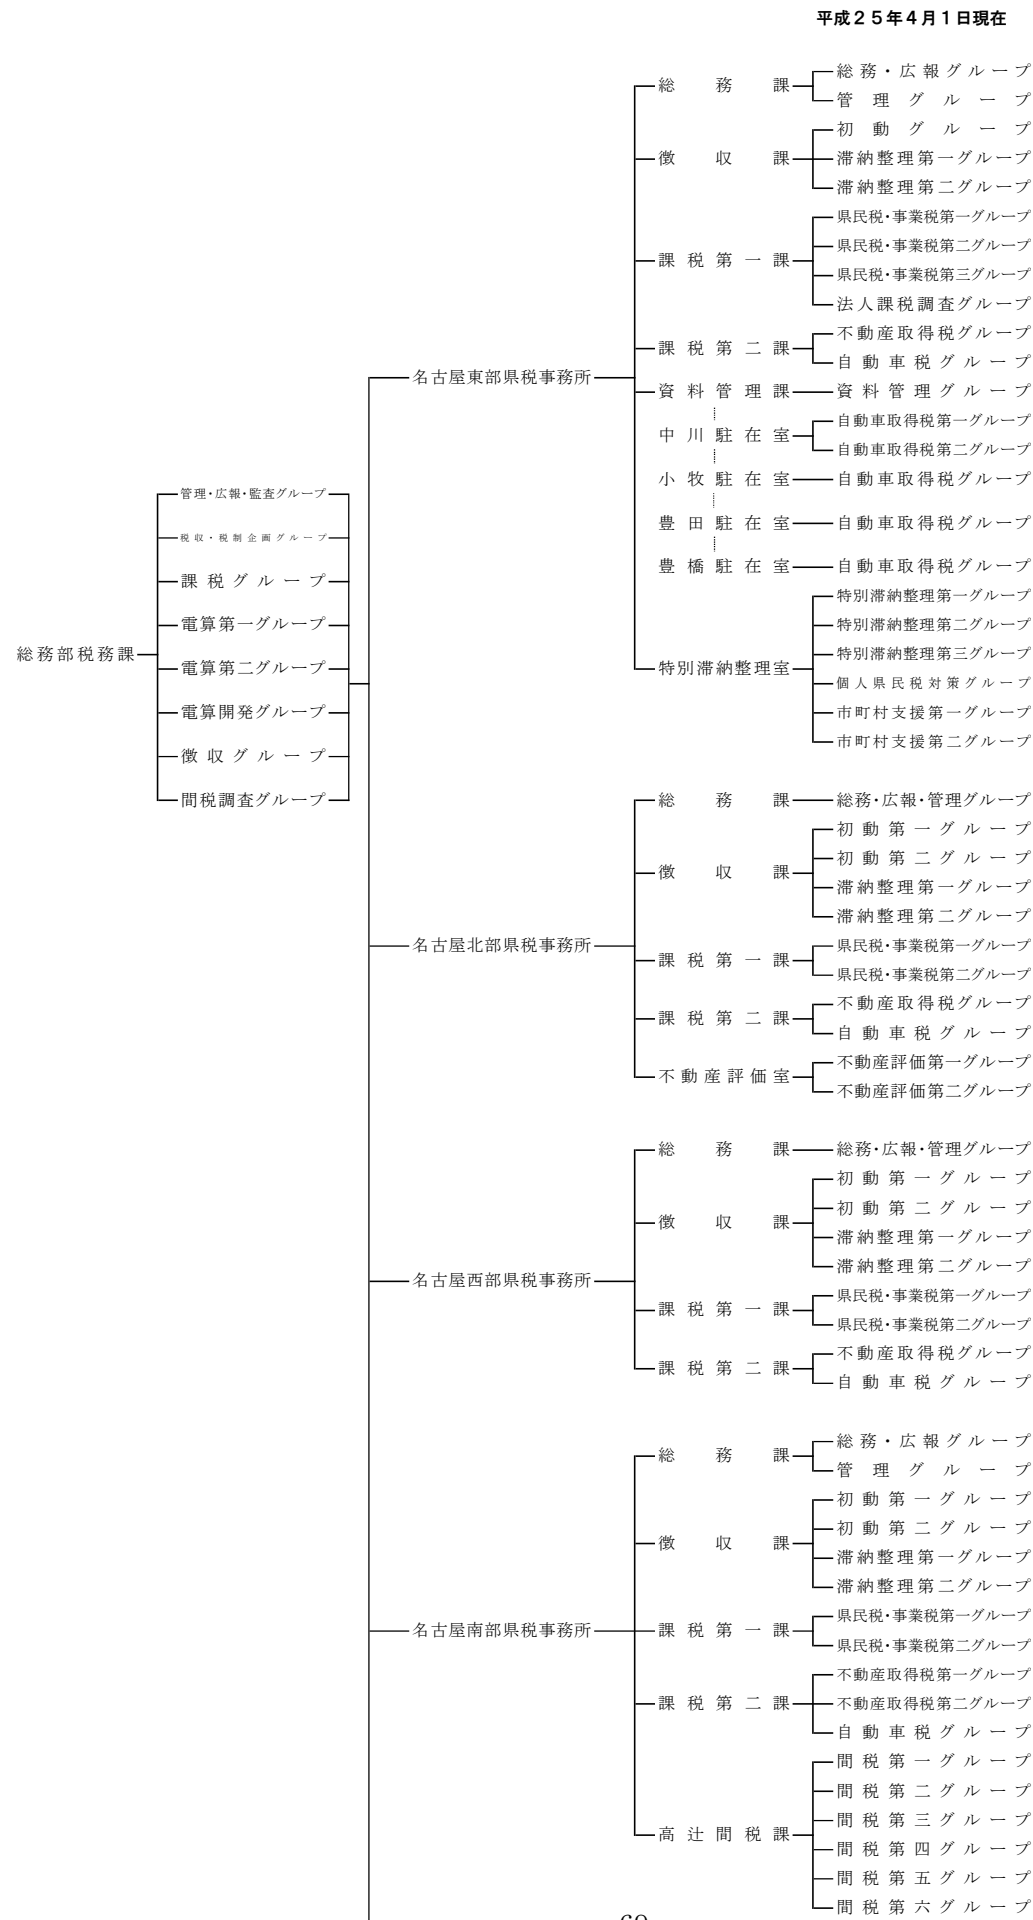 平成２５年４月１日現在
総務部税務課
管理・広報・監査グループ
税収・税制企画グループ
課税グループ
電算第一グループ
電算第二グループ
電算開発グループ
徴収グループ
間税調査グループ
名古屋東部県税事務所
総務課
総務・広報グループ
管理グループ
徴収課
初動グループ
滞納整理第一グループ
滞納整理第二グループ
課税第一課
県民税・事業税第一グループ
県民税・事業税第二グループ
県民税・事業税第三グループ
法人課税調査グループ
課税第二課
不動産取得税グループ
自動車税グループ
資料管理課
資料管理グループ
中川駐在室
自動車取得税第一グループ
自動車取得税第二グループ
小牧駐在室
自動車取得税グループ
豊田駐在室
自動車取得税グループ
豊橋駐在室
自動車取得税グループ
特別滞納整理室
特別滞納整理第一グループ
特別滞納整理第二グループ
特別滞納整理第三グループ
個人県民税対策グループ
市町村支援第一グループ
市町村支援第二グループ
名古屋北部県税事務所
総務課
総務・広報・管理グループ
徴収課
初動第一グループ
初動第二グループ
滞納整理第一グループ
滞納整理第二グループ
課税第一課
県民税・事業税第一グループ
県民税・事業税第二グループ
課税第二課
不動産取得税グループ
自動車税グループ
不動産評価室
不動産評価第一グループ
不動産評価第二グループ
名古屋西部県税事務所
総務課
総務・広報・管理グループ
徴収課
初動第一グループ
初動第二グループ
滞納整理第一グループ
滞納整理第二グループ
課税第一課
県民税・事業税第一グループ
県民税・事業税第二グループ
課税第二課
不動産取得税グループ
自動車税グループ
名古屋南部県税事務所
総務課
総務・広報グループ
管理グループ
徴収課
初動第一グループ
初動第二グループ
滞納整理第一グループ
滞納整理第二グループ
課税第一課
県民税・事業税第一グループ
県民税・事業税第二グループ
課税第二課
不動産取得税第一グループ
不動産取得税第二グループ
自動車税グループ
高辻間税課
間税第一グループ
間税第二グループ
間税第三グループ
間税第四グループ
間税第五グループ
間税第六グループ